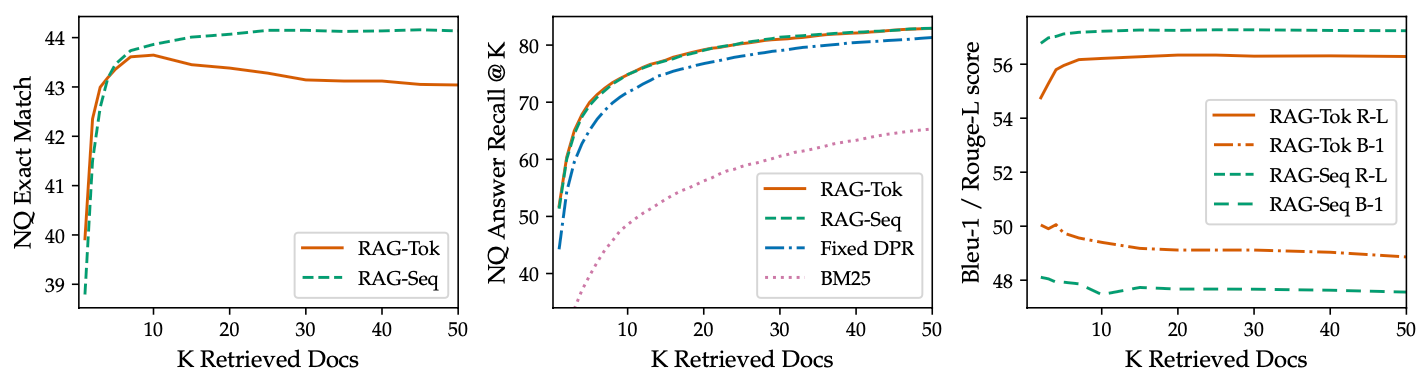 NQ Exact Match
44
43
42
41
40
39
10 20 30 40 50
K Retrieved Docs
RAG-Tok
RAG-Seq
NQ Answer Recall @ K
80
70
60
50
40
10 20 30 40 50
K Retrieved Docs
RAG-Tok
RAG-Seq
Fixed DPR
BM25
Bleu-1 / Rouge-L score
56
54
52
50
48
10 20 30 40 50
K Retrieved Docs
RAG-Tok R-L
RAG-Tok B-1
RAG-Seq R-L
RAG-Seq B-1